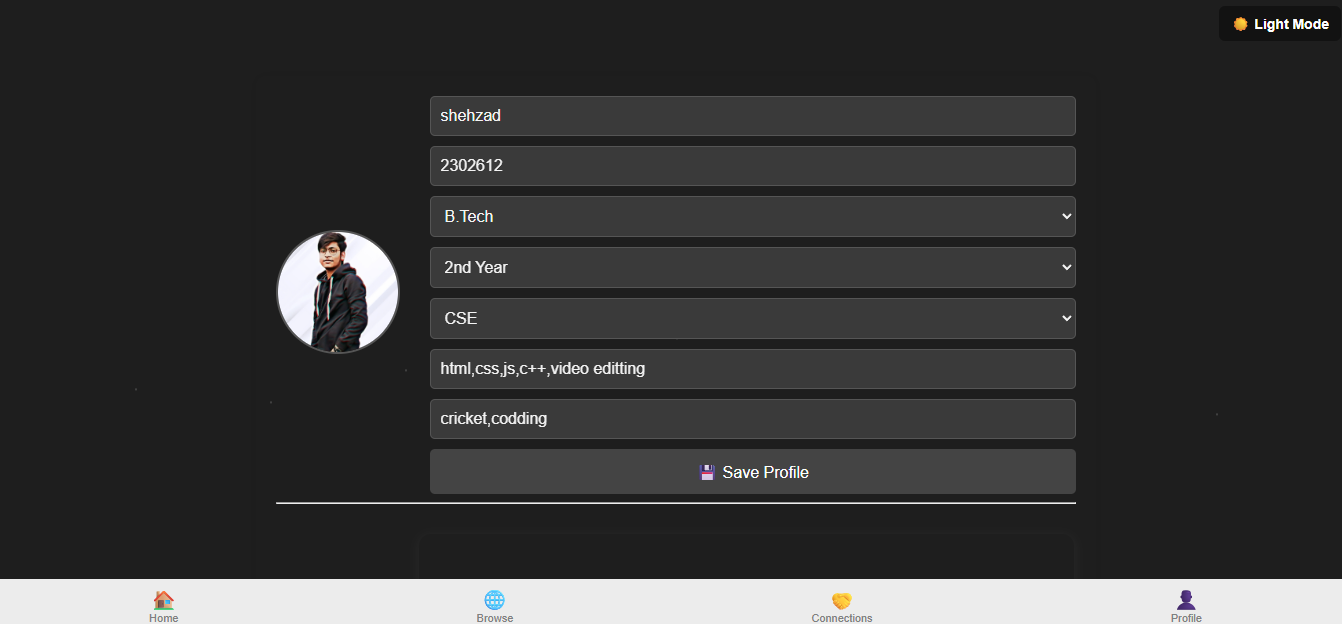 Light Mode
shehzad
2302612
B.Tech
2nd Year
CSE
html,css,js,c++,video editting
cricket,codding
Save Profile
Home
Browse
Connections
Profile